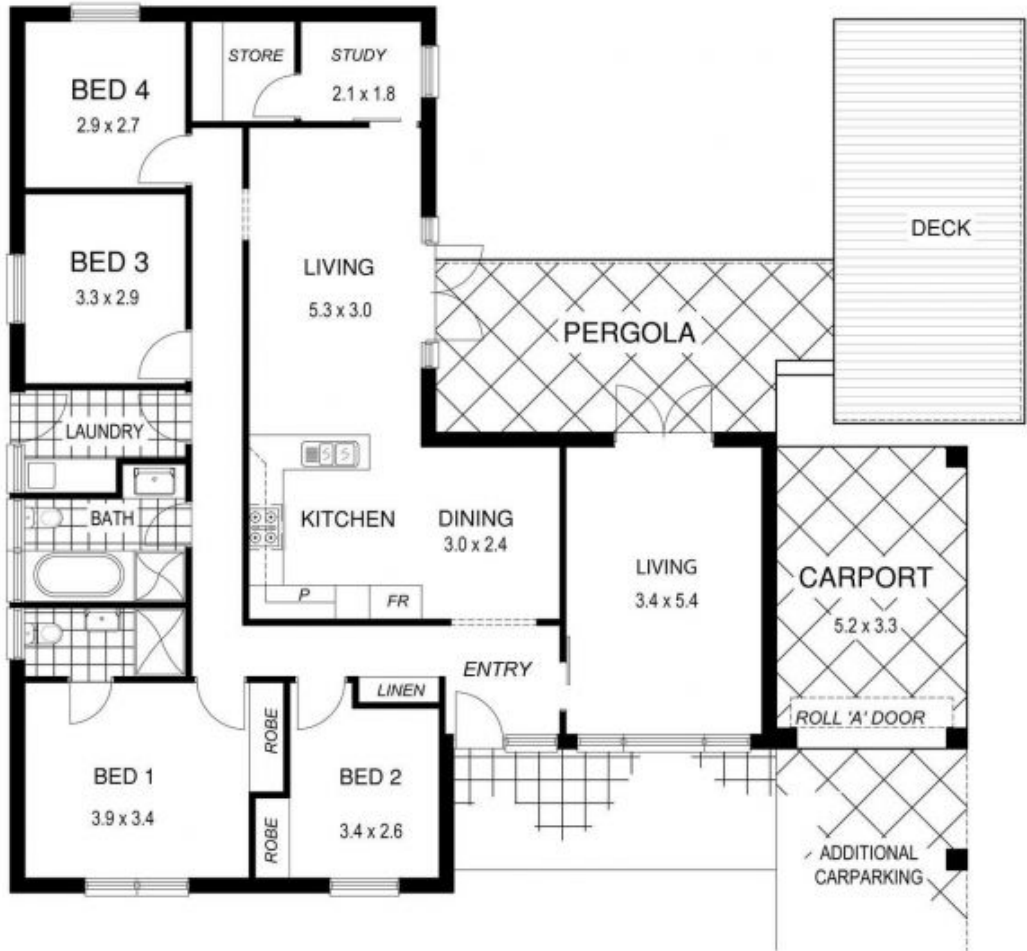 BED 4
2.9 x 2.7
STORE
STUDY
2.1 x 1.8
BED 3
3.3 x 2.9
LIVING
5.3 x 3.0
DECK
PERGOLA
LAUNDRY
BATH
KITCHEN
DINING
3.0 x 2.4
P
FR
LIVING
3.4 x 5.4
CARPORT
5.2 x 3.3
ROLL 'A' DOOR
ENTRY
LINEN
ROBE
ROBE
BED 1
3.9 x 3.4
BED 2
3.4 x 2.6
ADDITIONAL
CARPARKING